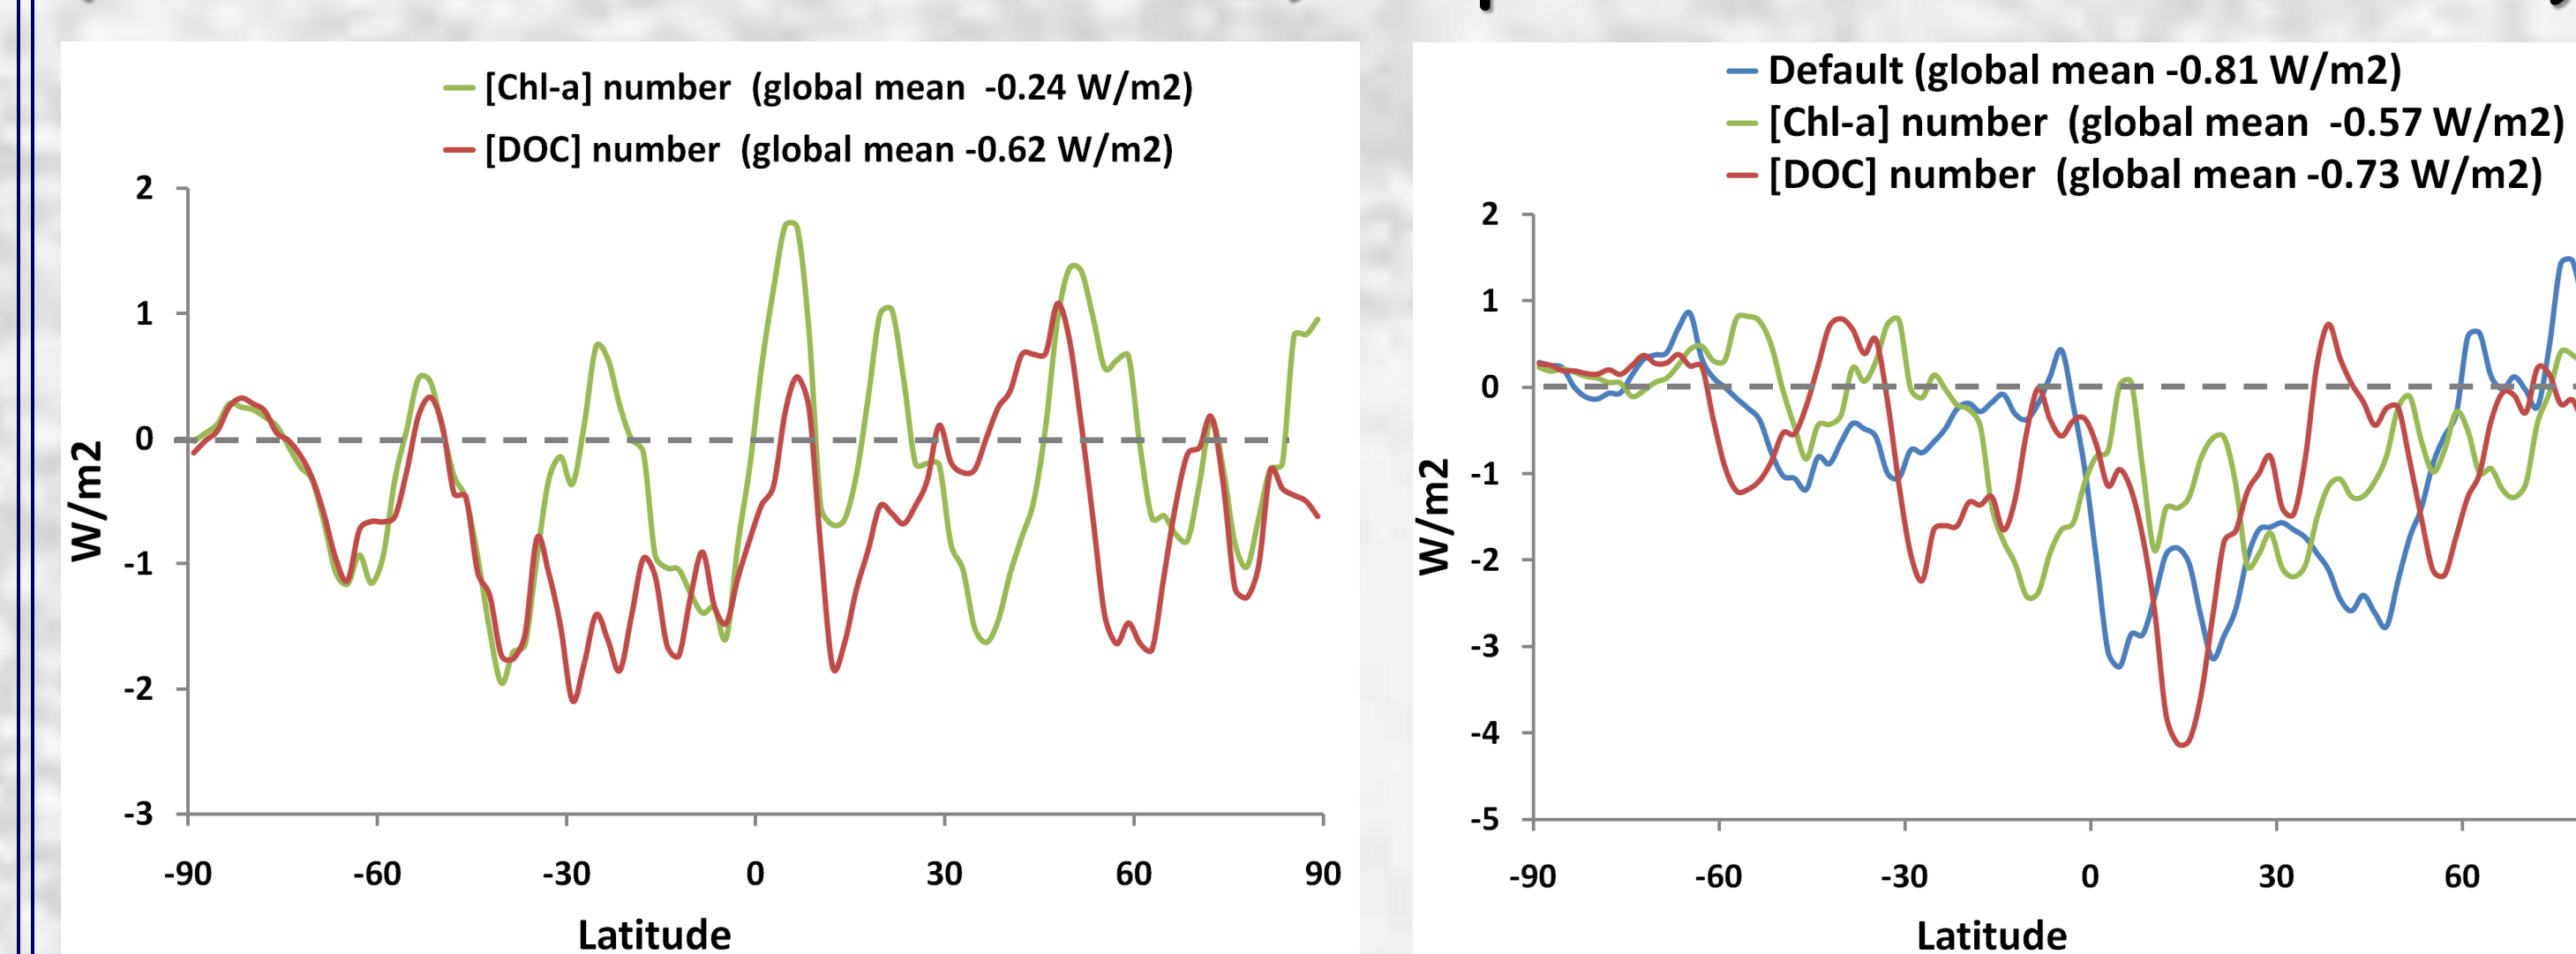 [Chl-a] number (global mean -0.24 W/m2)
[DOC] number (global mean -0.62 W/m2)
2
1
0
-1
-2
-3
W/m2
-90 -60 -30 0 30 60 90
Latitude
Default (global mean -0.81 W/m2)
[Chl-a] number (global mean -0.57 W/m2)
[DOC] number (global mean -0.73 W/m2)
2
1
0
-1
-2
-3
-4
-5
W/m2
-90 -60 -30 0 30 60
Latitude